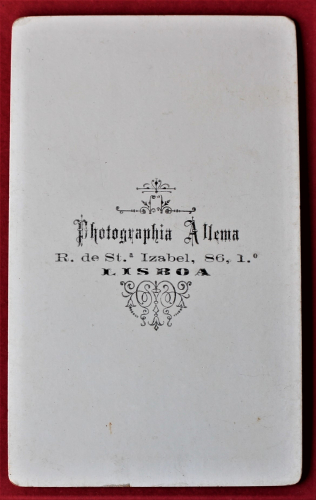 Photographia Allema
R. de St.ª Izabel, 86, 1.º
LISBOA